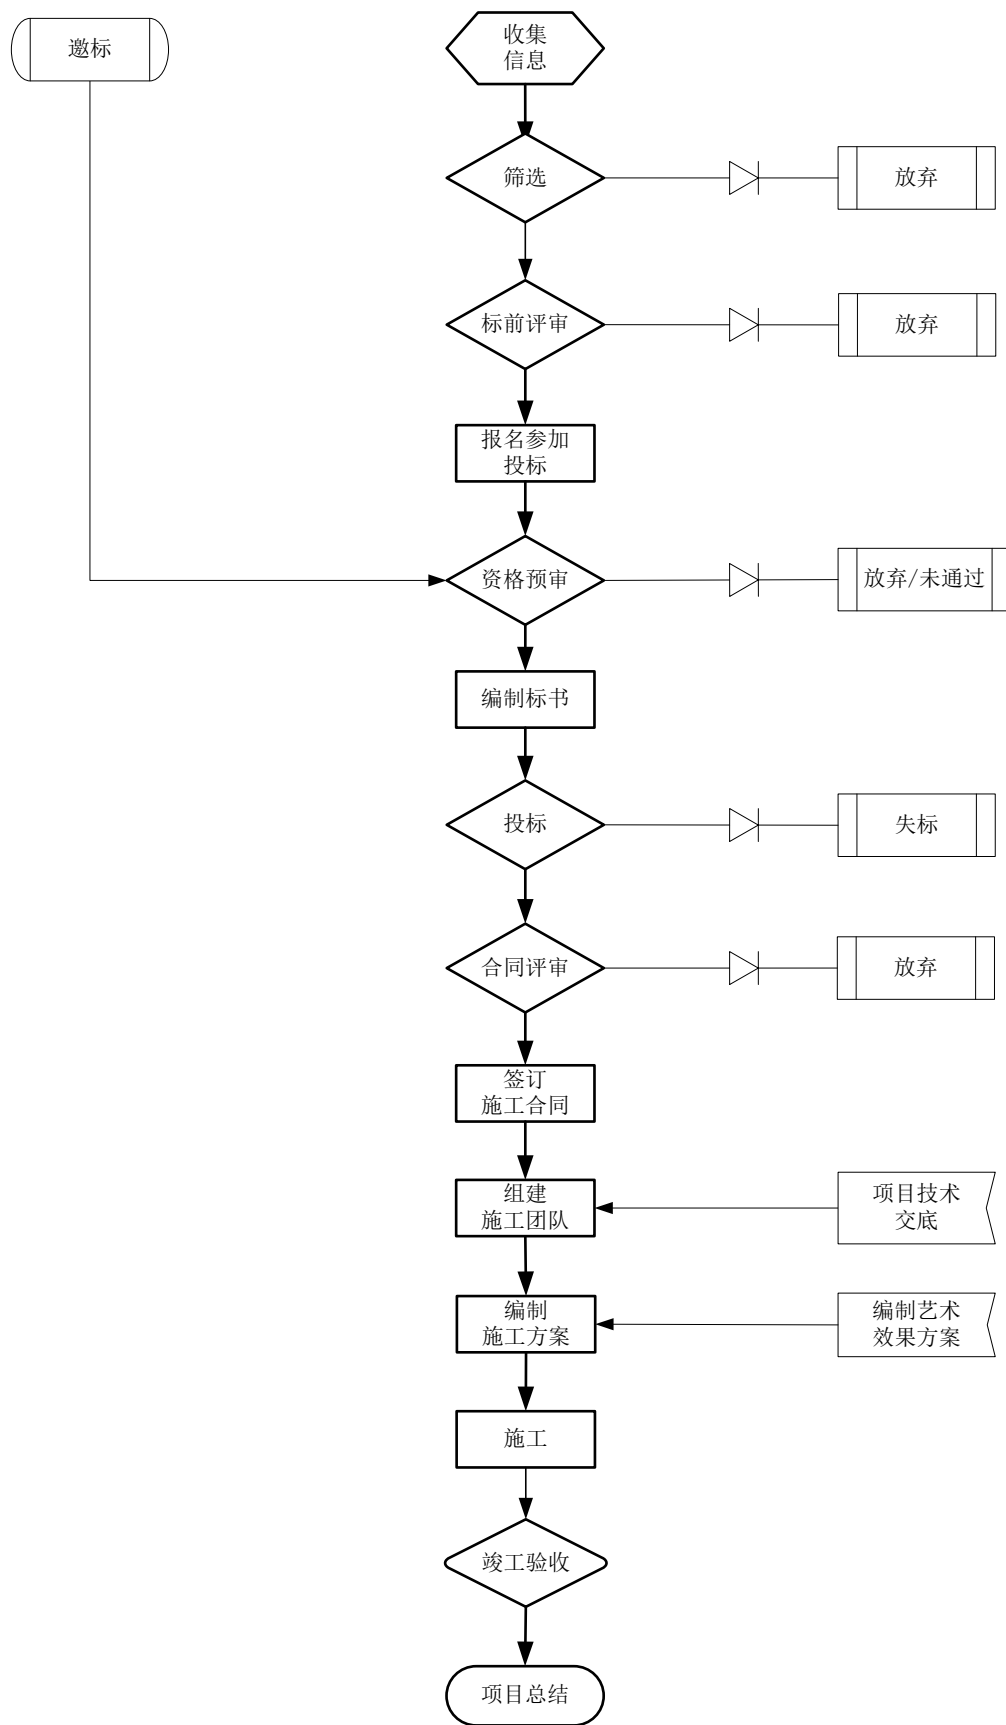 邀标
收集
信息
筛选
放弃
标前评审
放弃
报名参加
投标
资格预审
放弃/未通过
编制标书
投标
失标
合同评审
放弃
签订
施工合同
组建
施工团队
项目技术
交底
编制
施工方案
编制艺术
效果方案
施工
竣工验收
项目总结